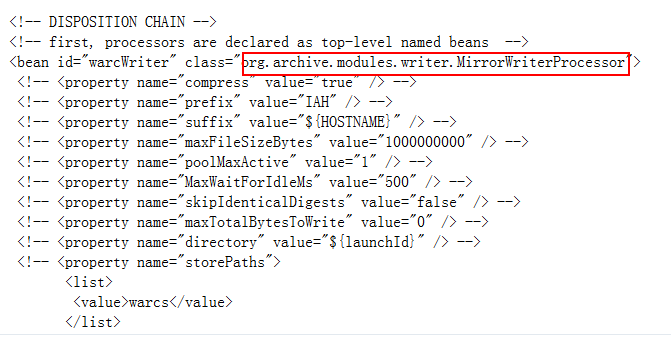 <!-- DISPOSITION CHAIN -->
<!-- first, processors are declared as top-level named beans  -->
<bean id="warcWriter" class="org.archive.modules.writer.MirrorWriterProcessor">
<!-- <property name="compress" value="true" /> -->
<!-- <property name="prefix" value="IAH" /> -->
<!-- <property name="suffix" value="${HOSTNAME}" /> -->
<!-- <property name="maxFileSizeBytes" value="1000000000" /> -->
<!-- <property name="poolMaxActive" value="1" /> -->
<!-- <property name="MaxWaitForIdleMs" value="500" /> -->
<!-- <property name="skipIdenticalDigests" value="false" /> -->
<!-- <property name="maxTotalBytesToWrite" value="0" /> -->
<!-- <property name="directory" value="${launchId}" /> -->
<!-- <property name="storePaths">
<list>
<value>warcs</value>
</list>